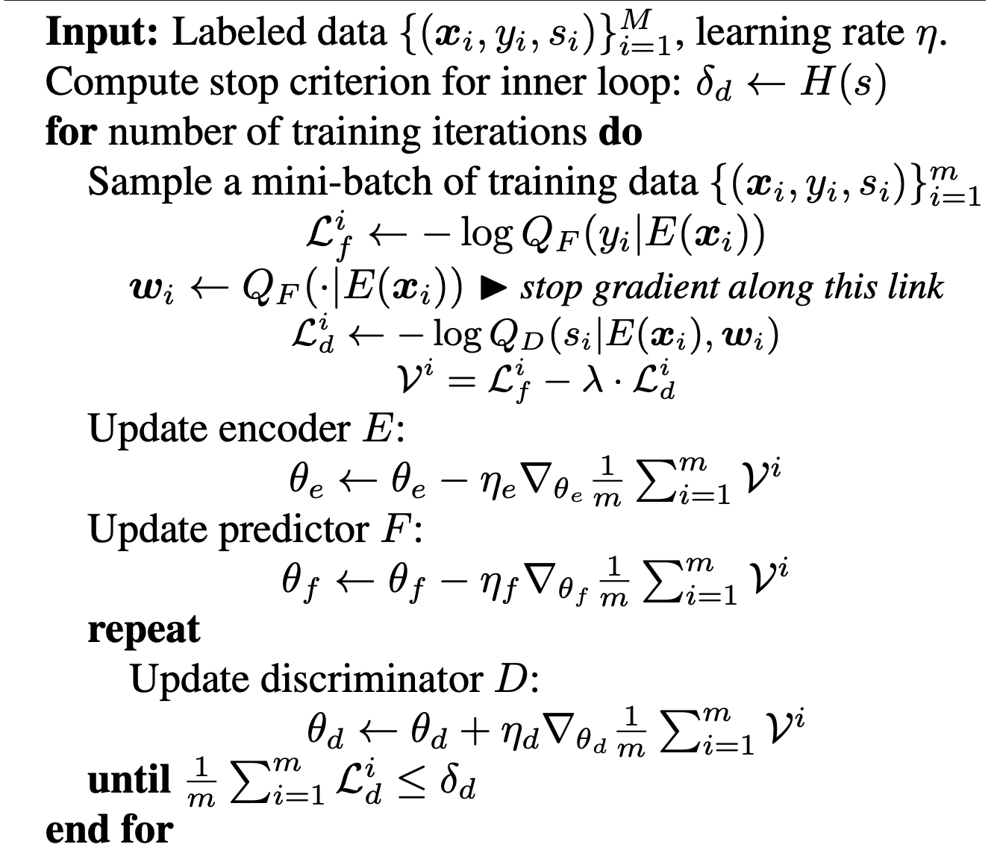 Input: Labeled data $\{(\boldsymbol{x}_i, y_i, s_i)\}_{i=1}^{M}$, learning rate $\eta$.
Compute stop criterion for inner loop: $\delta_d \leftarrow H(s)$
for number of training iterations do
Sample a mini-batch of training data $\{(\boldsymbol{x}_i, y_i, s_i)\}_{i=1}^{m}$
$\mathcal{L}_f^i \leftarrow -\log Q_F(y_i|E(\boldsymbol{x}_i))$
$\boldsymbol{w}_i \leftarrow Q_F(\cdot|E(\boldsymbol{x}_i))$ ▶ stop gradient along this link
$\mathcal{L}_d^i \leftarrow -\log Q_D(s_i|E(\boldsymbol{x}_i), \boldsymbol{w}_i)$
$\mathcal{V}^i = \mathcal{L}_f^i - \lambda \cdot \mathcal{L}_d^i$
Update encoder $E$:
$\theta_e \leftarrow \theta_e - \eta_e \nabla_{\theta_e} \frac{1}{m} \sum_{i=1}^{m} \mathcal{V}^i$
Update predictor $F$:
$\theta_f \leftarrow \theta_f - \eta_f \nabla_{\theta_f} \frac{1}{m} \sum_{i=1}^{m} \mathcal{V}^i$
repeat
Update discriminator $D$:
$\theta_d \leftarrow \theta_d + \eta_d \nabla_{\theta_d} \frac{1}{m} \sum_{i=1}^{m} \mathcal{V}^i$
until $\frac{1}{m} \sum_{i=1}^{m} \mathcal{L}_d^i \leq \delta_d$
end for